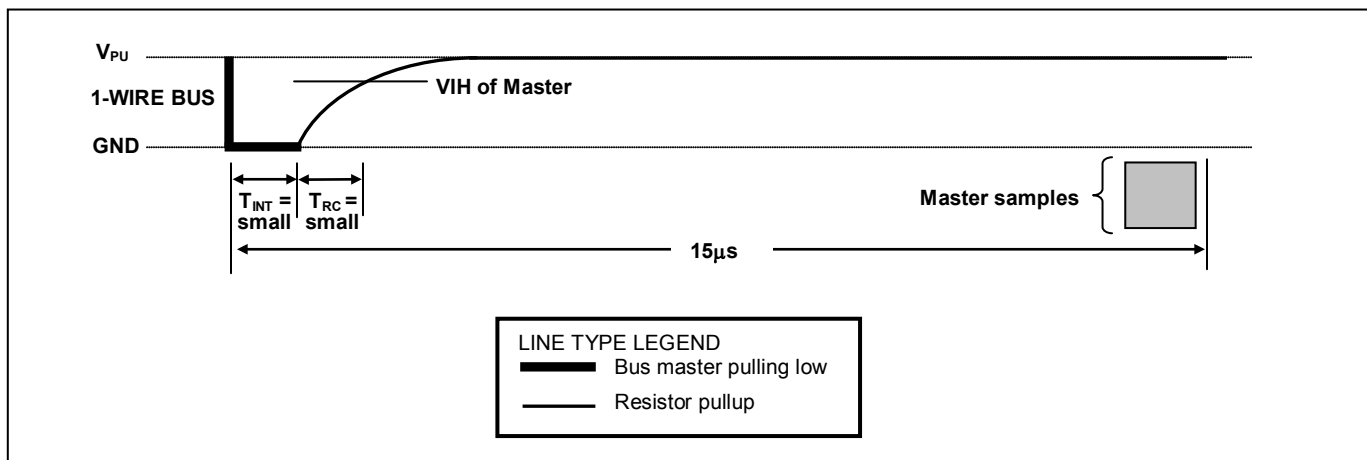 VPU
VIH of Master
1-WIRE BUS
GND
TINT = small
TRC = small
Master samples
15μs
LINE TYPE LEGEND
Bus master pulling low
Resistor pullup